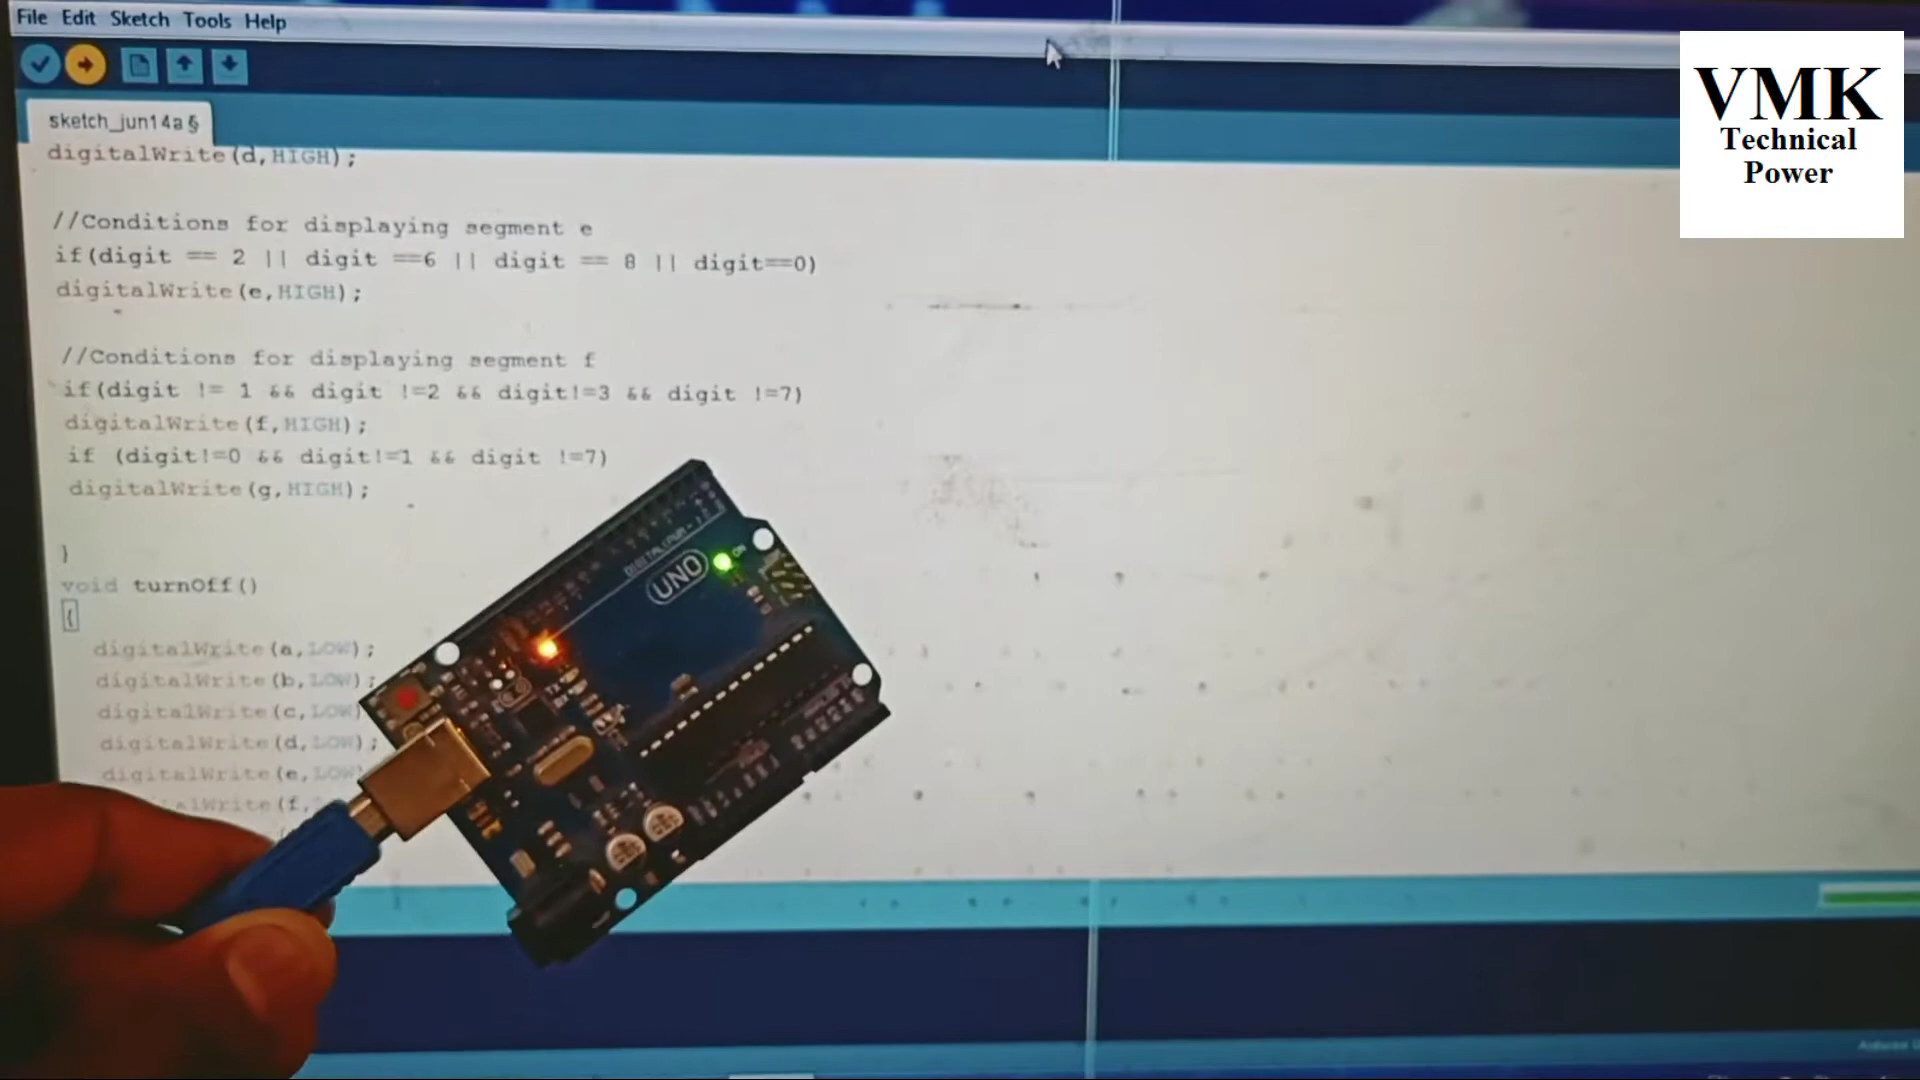 File Edit Sketch Tools Help
VMK
Technical
Power
sketch_jun14a §
digitalWrite(d,HIGH);
//Conditions for displaying segment e
if(digit == 2 || digit ==6 || digit == 8 || digit==0)
digitalWrite(e,HIGH);
//Conditions for displaying segment f
if(digit != 1 && digit !=2 && digit!=3 && digit !=7)
digitalWrite(f,HIGH);
if (digit!=0 && digit!=1 && digit !=7)
digitalWrite(g,HIGH);
}
void turnOff()
{
digitalWrite(a,LOW);
digitalWrite(b,LOW);
digitalWrite(c,LOW)
digitalWrite(d,LOW);
digitalWrite(e,LOW)
UNO
ON